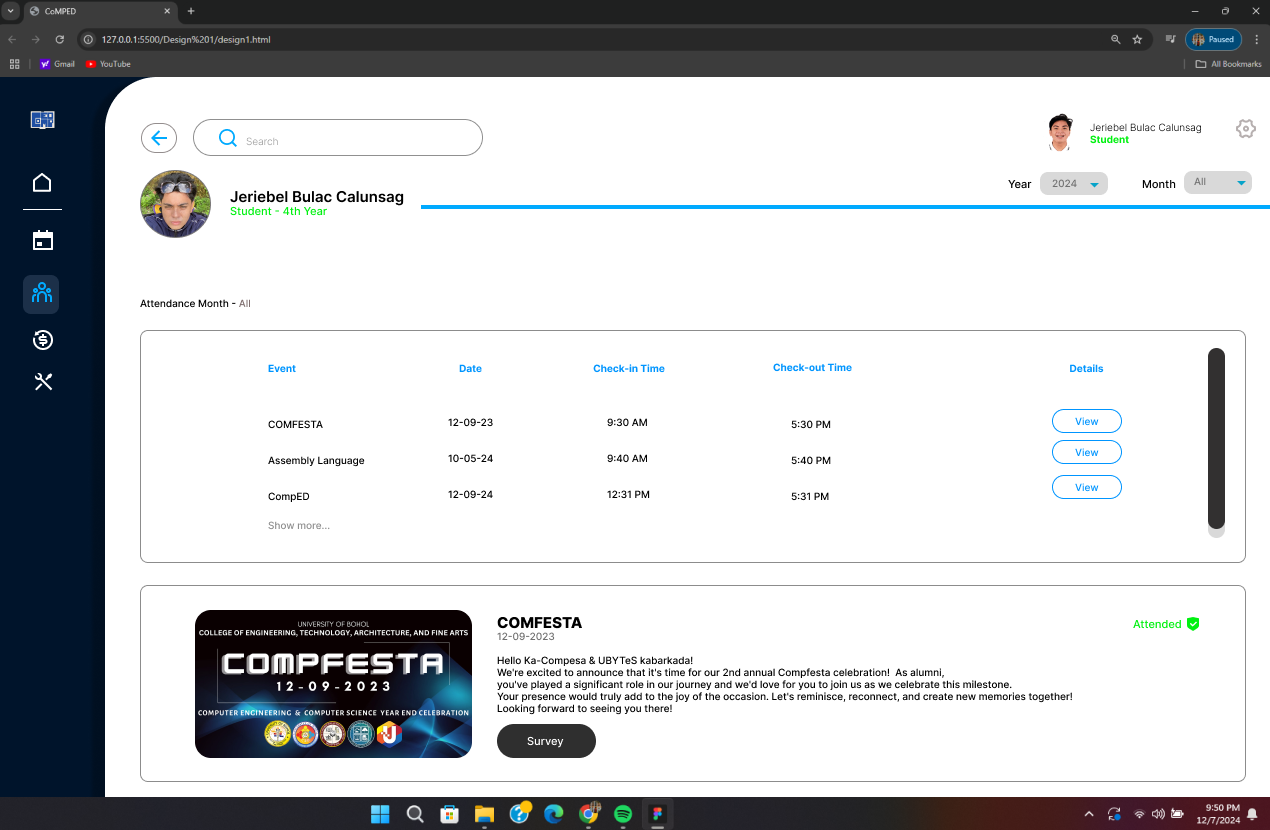 CoMPED
127.0.0.1:5500/Design%201/design1.html
Paused
Gmail
YouTube
All Bookmarks
Search
Jeriebel Bulac Calunsag
Student
Jeriebel Bulac Calunsag
Student - 4th Year
Year 2024 Month All
Attendance Month - All
Event Date Check-in Time Check-out Time Details
COMFESTA 12-09-23 9:30 AM 5:30 PM View
Assembly Language 10-05-24 9:40 AM 5:40 PM View
CompED 12-09-24 12:31 PM 5:31 PM View
Show more...
UNIVERSITY OF BOHOL
COLLEGE OF ENGINEERING, TECHNOLOGY, ARCHITECTURE, AND FINE ARTS
COMPFESTA
12-09-2023
COMPUTER ENGINEERING & COMPUTER SCIENCE YEAR END CELEBRATION
COMFESTA
12-09-2023
Attended
Hello Ka-Compesa & UBYTeS kabarkada!
We're excited to announce that it's time for our 2nd annual Compfesta celebration! As alumni,
you've played a significant role in our journey and we'd love for you to join us as we celebrate this milestone.
Your presence would truly add to the joy of the occasion. Let's reminisce, reconnect, and create new memories together!
Looking forward to seeing you there!
Survey
9:50 PM
12/7/2024